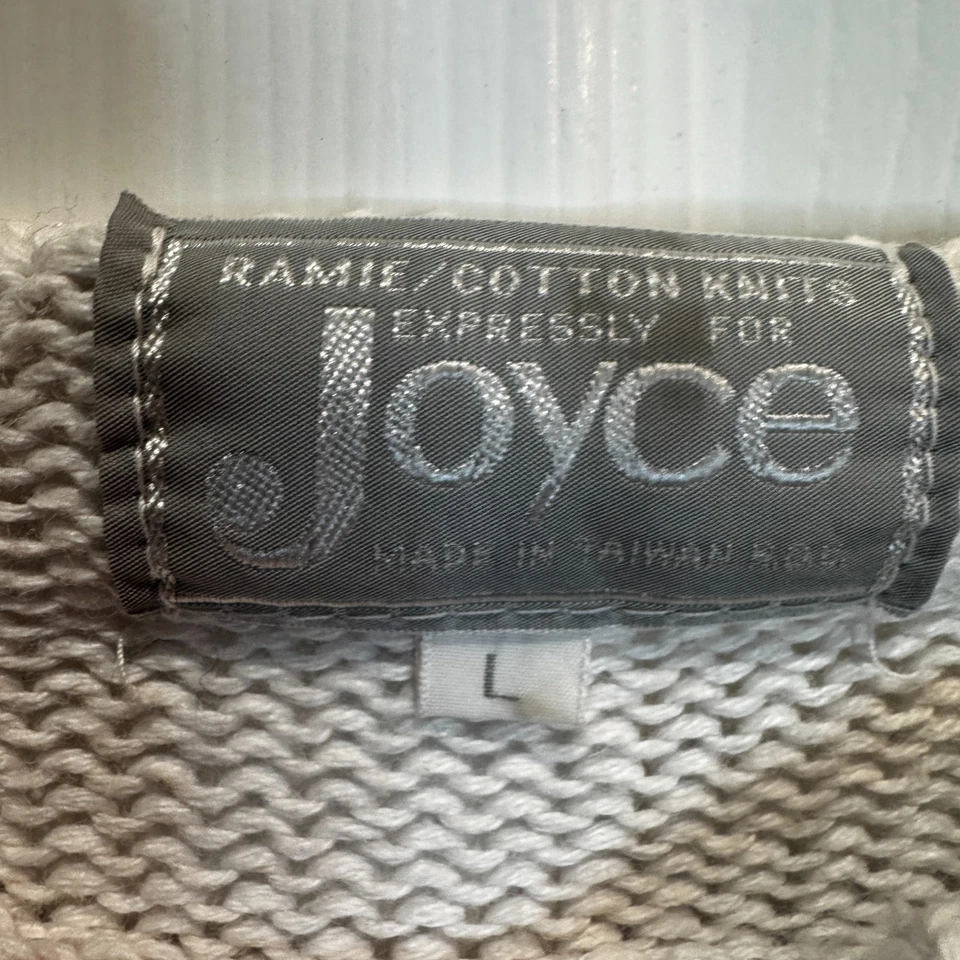 RAMIE/COTTON KNITS
EXPRESSLY FOR
Joyce
MADE IN TAIWAN R.O.C.
L